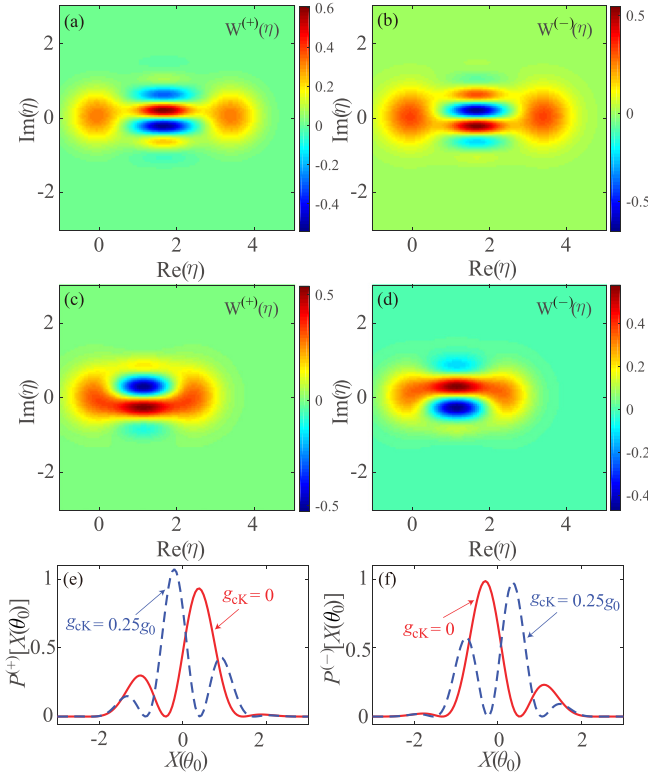 (a) W(+)(η) 0.6
(b) W(−)(η) 0.5
2 0.4
0.2
Im(η) 0 0
-0.2
-2 -0.4
0 2 4
Re(η)
2
Im(η) 0 0
-2 -0.5
0 2 4
Re(η)
(c) W(+)(η) 0.5
2
Im(η) 0 0
-2 -0.5
0 2 4
Re(η)
(d) W(−)(η)
2 0.4
0.2
Im(η) 0 0
-0.2
-2 -0.4
0 2 4
Re(η)
(e)
1 gcK= 0
gcK= 0.25g0
P(+)[X(θ0)] 0.5
0
-2 0 2
X(θ0)
(f)
1 gcK= 0.25g0
gcK= 0
P(−)[X(θ0)] 0.5
0
-2 0 2
X(θ0)